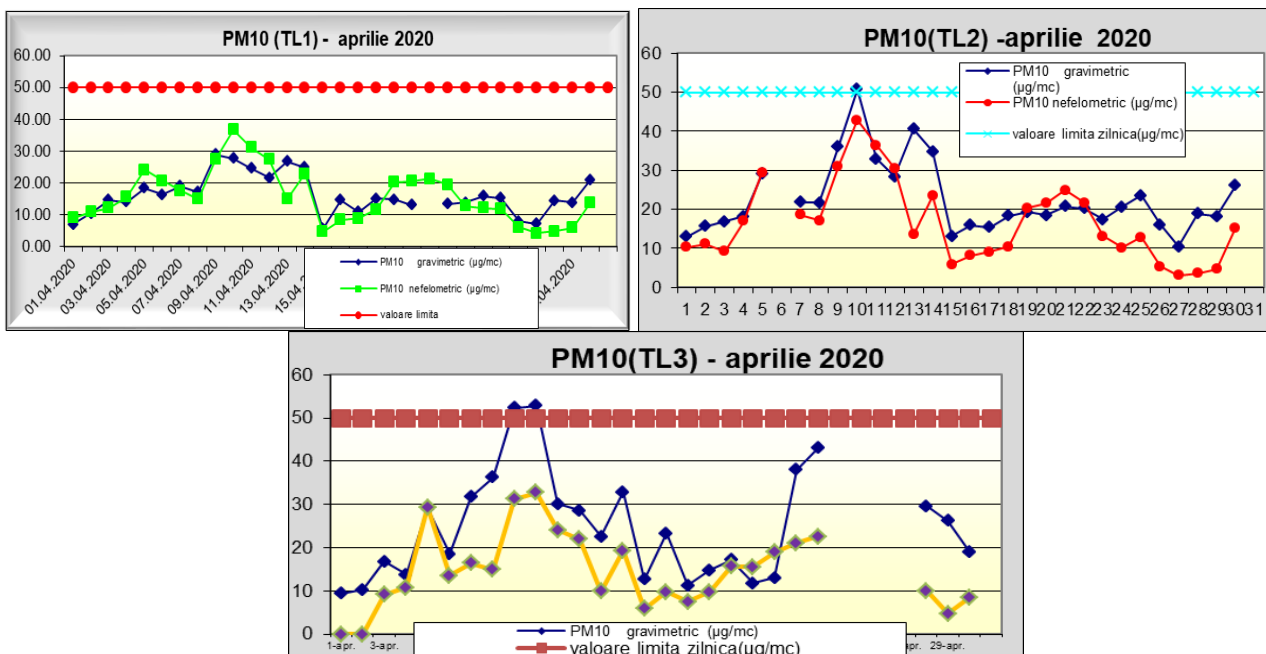 PM10 (TL1) - aprilie 2020
60.00
50.00
40.00
30.00
20.00
10.00
0.00
01.04.2020
03.04.2020
05.04.2020
07.04.2020
09.04.2020
11.04.2020
13.04.2020
PM10 gravimetric (µg/mc)
PM10 nefelometric (µg/mc)
valoare limita
PM10(TL2) -aprilie 2020
60
50
40
30
20
10
0
PM10 gravimetric
(µg/mc)
PM10 nefelometric (µg/mc)
valoare limita zilnica(µg/mc)
1 2 3 4 5 6 7 8 9 10 11 12 13 14 15 16 17 18 19 20 21 22 23 24 25 26 27 28 29 30 31
PM10(TL3) - aprilie 2020
60
50
40
30
20
10
0
1-apr. 3-apr. 29-apr.
PM10 gravimetric (µg/mc)
valoare limita zilnica(µg/mc)